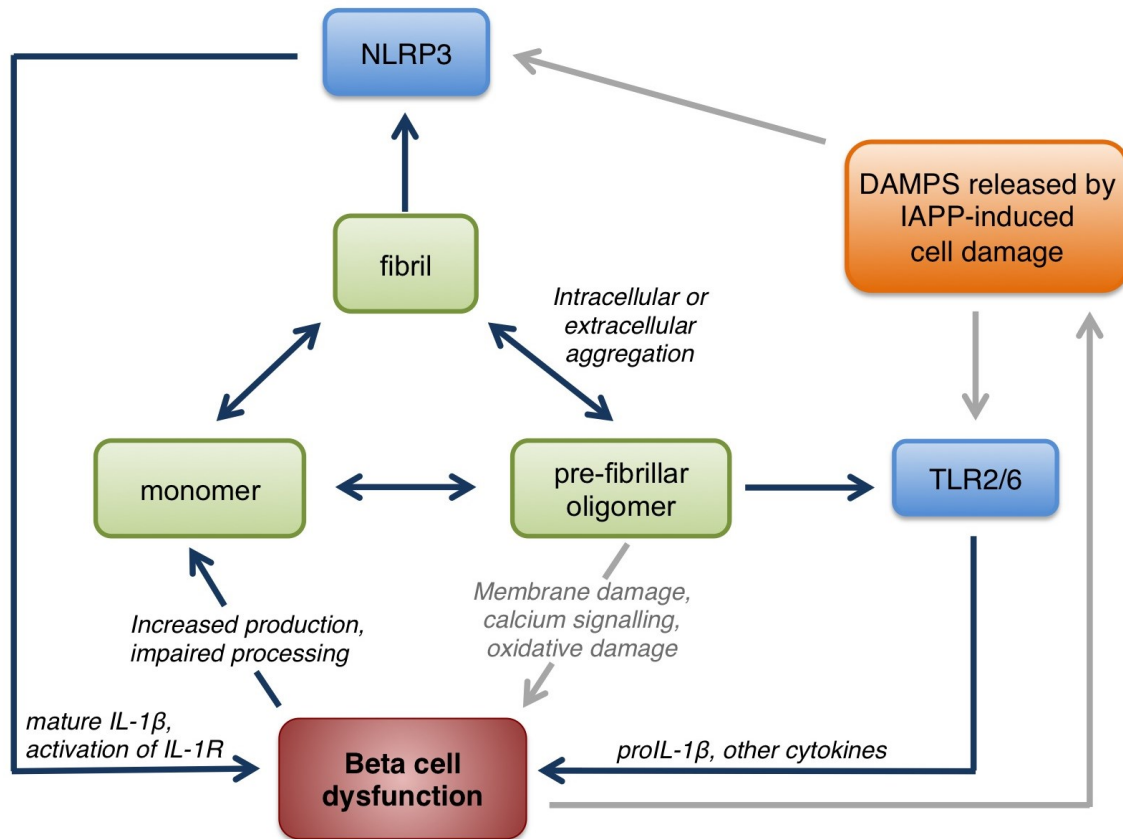 NLRP3
DAMPS released by
IAPP-induced
cell damage
fibril
Intracellular or
extracellular
aggregation
monomer
pre-fibrillar
oligomer
TLR2/6
Membrane damage,
calcium signalling,
oxidative damage
Increased production,
impaired processing
mature IL-1β,
activation of IL-1R
Beta cell
dysfunction
proIL-1β, other cytokines